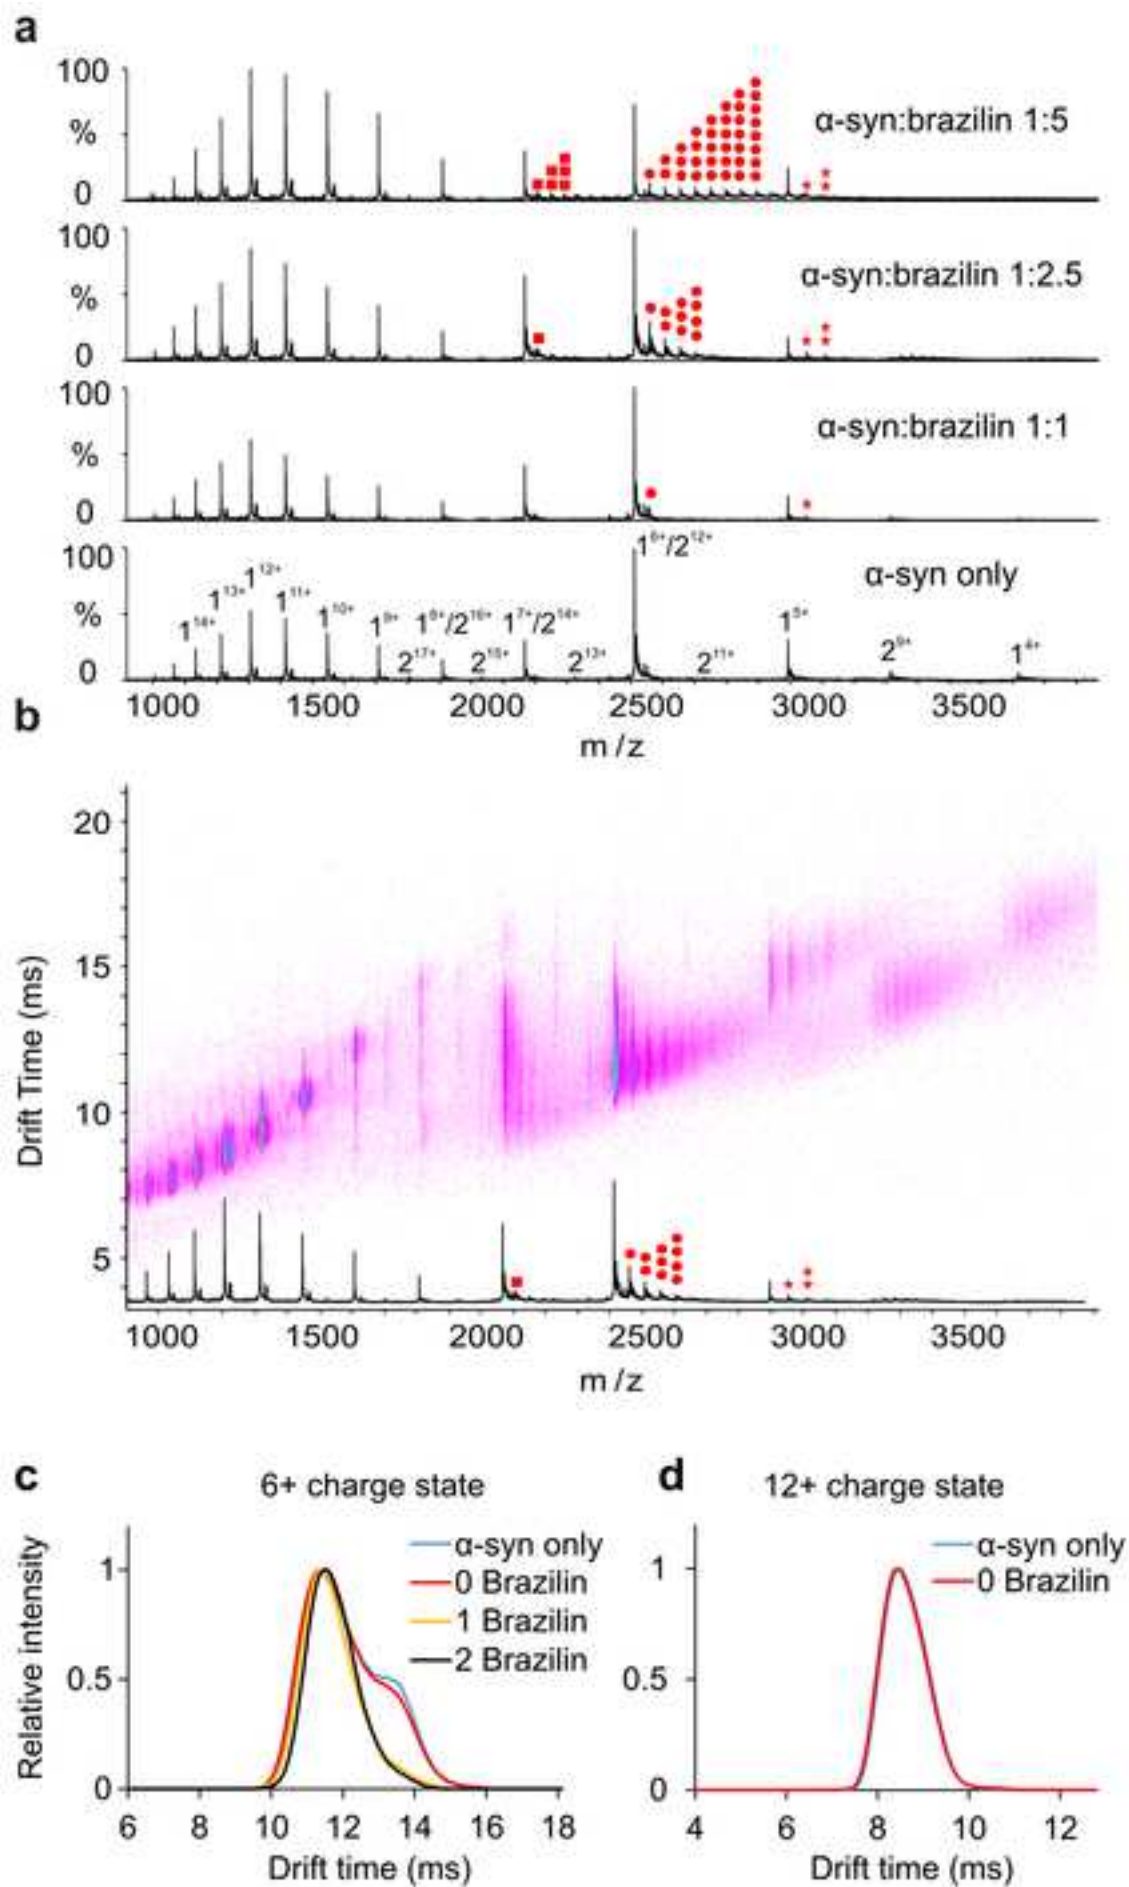 a
100
%
0
α-syn:brazilin 1:5
100
%
0
α-syn:brazilin 1:2.5
100
%
0
α-syn:brazilin 1:1
100
%
0
α-syn only
1¹⁴⁺ 1¹³⁺ 1¹²⁺ 1¹¹⁺ 1¹⁰⁺ 1⁹⁺ 1⁸⁺/2¹⁶⁺ 1⁷⁺/2¹⁴⁺ 1⁶⁺/2¹²⁺ 1⁵⁺ 1⁴⁺
2¹⁷⁺ 2¹⁵⁺ 2¹³⁺ 2¹¹⁺ 2⁹⁺
1000 1500 2000 2500 3000 3500
m/z
b
20
15
10
5
Drift Time (ms)
1000 1500 2000 2500 3000 3500
m/z
c
6+ charge state
Relative intensity
1
0.5
0
α-syn only
0 Brazilin
1 Brazilin
2 Brazilin
6 8 10 12 14 16 18
Drift time (ms)
d
12+ charge state
1
0.5
0
α-syn only
0 Brazilin
4 6 8 10 12
Drift time (ms)